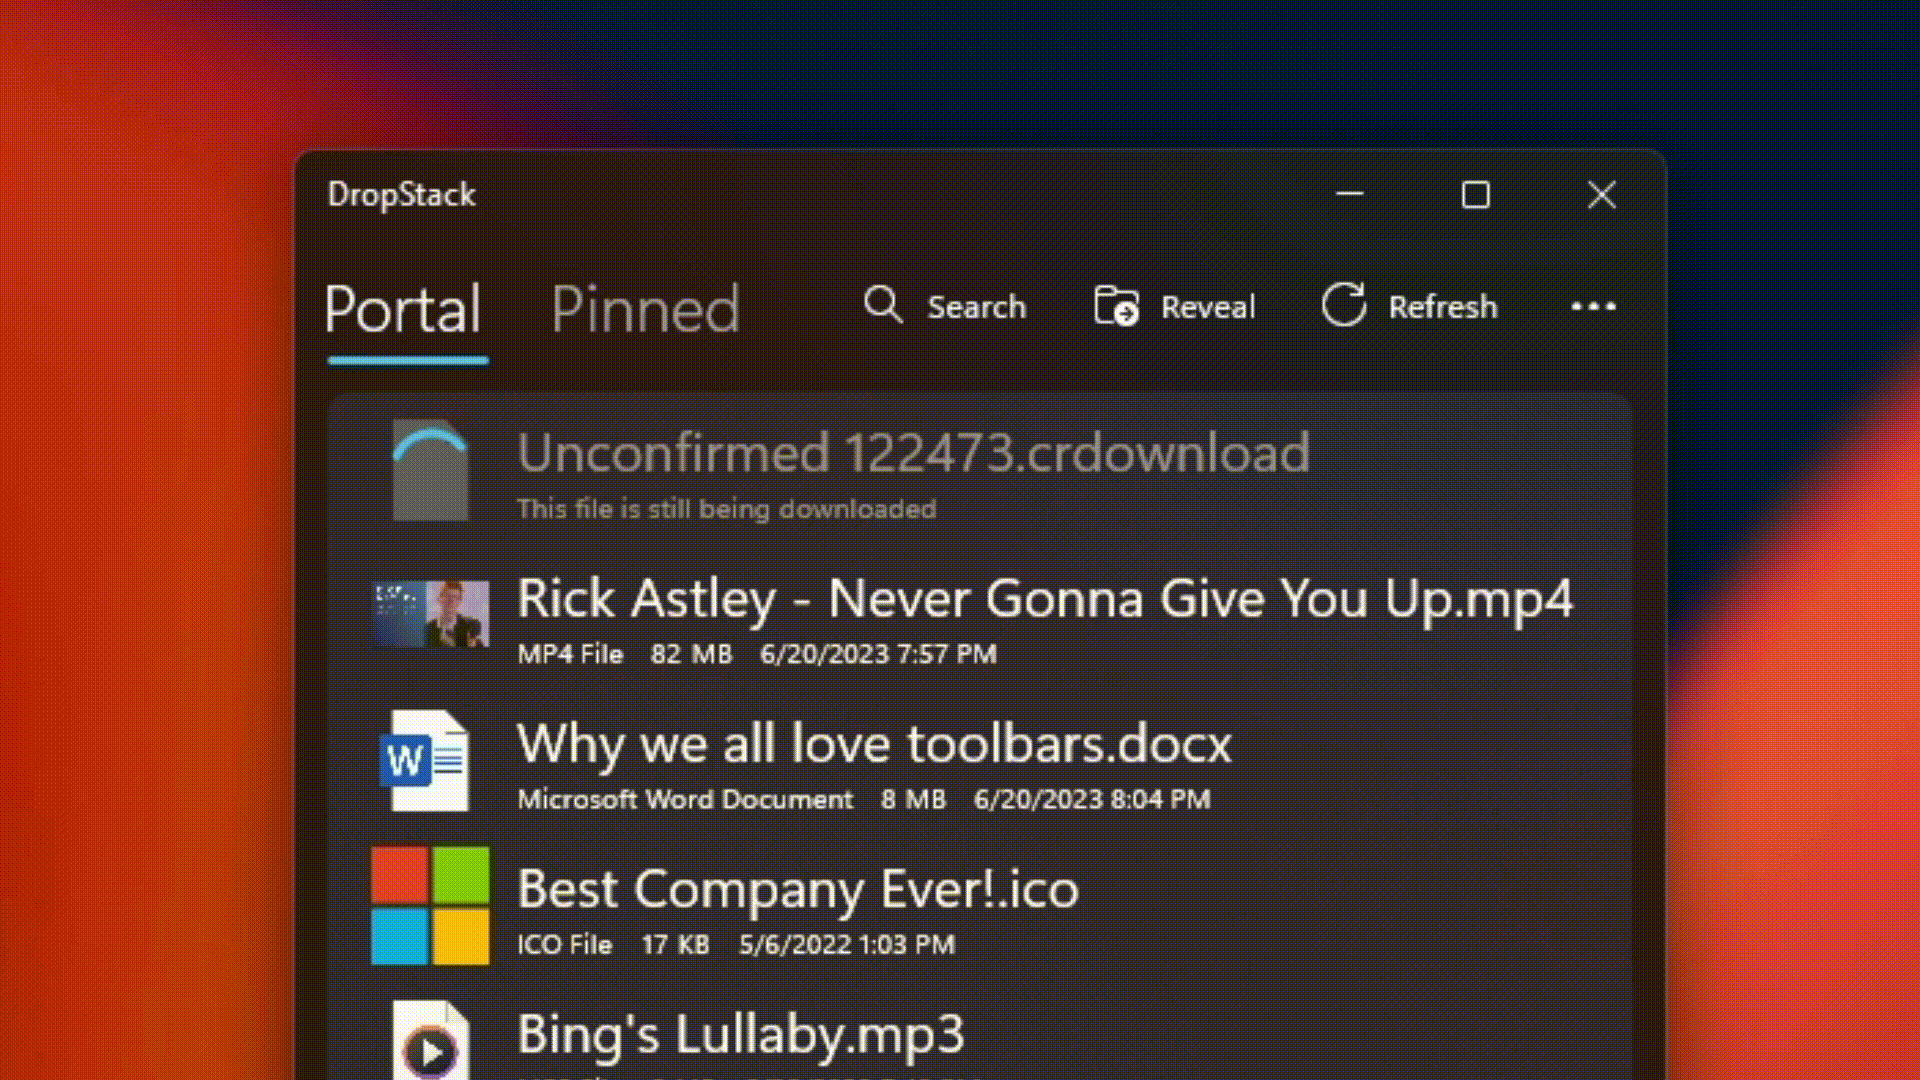 DropStack
Portal Pinned Search Reveal Refresh
Unconfirmed 122473.crdownload
This file is still being downloaded
Rick Astley - Never Gonna Give You Up.mp4
MP4 File 82 MB 6/20/2023 7:57 PM
Why we all love toolbars.docx
W
Microsoft Word Document 8 MB 6/20/2023 8:04 PM
Best Company Ever!.ico
ICO File 17 KB 5/6/2022 1:03 PM
Bing's Lullaby.mp3